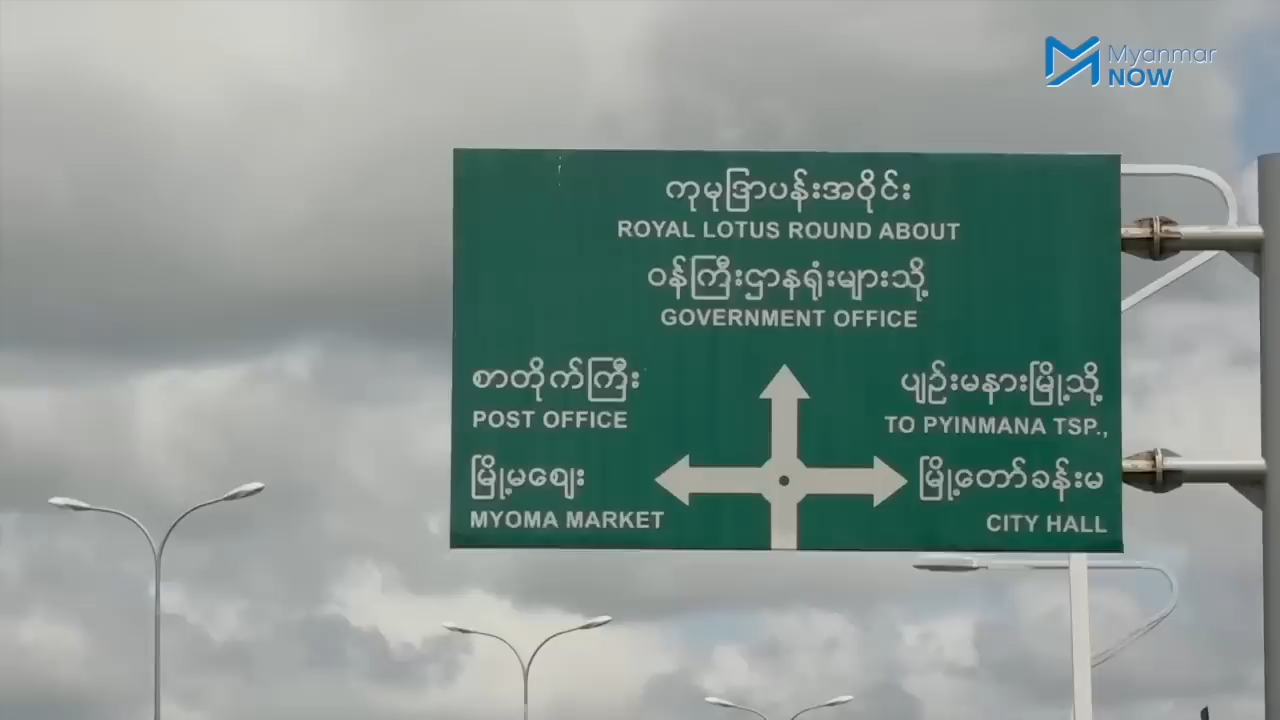 Myanmar
NOW
ကုမုဒြာပန်းအဝိုင်း
ROYAL LOTUS ROUND ABOUT
ဝန်ကြီးဌာနရုံးများသို့
GOVERNMENT OFFICE
စာတိုက်ကြီး
POST OFFICE
မြို့မဈေး
MYOMA MARKET
ပျဉ်းမနားမြို့သို့
TO PYINMANA TSP.,
မြို့တော်ခန်းမ
CITY HALL